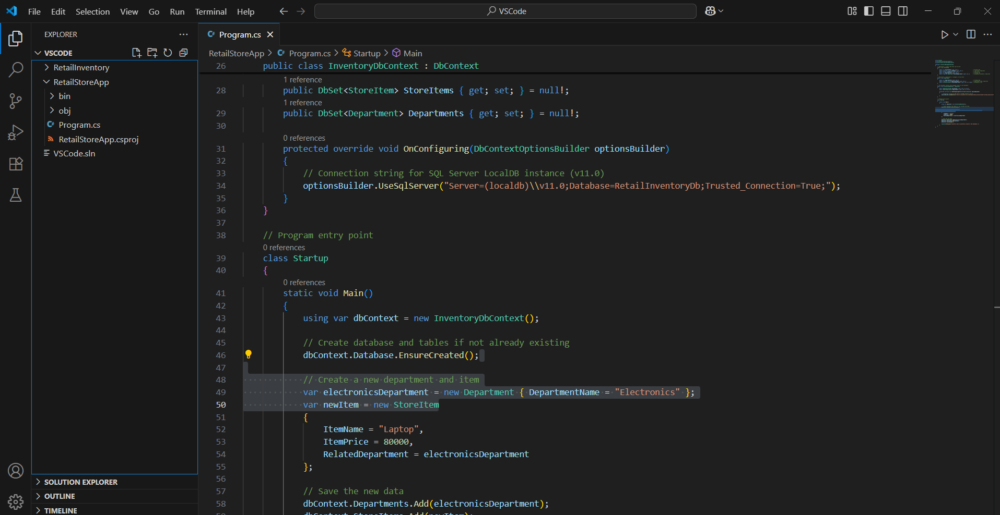 File Edit Selection View Go Run Terminal Help
VSCode
EXPLORER
Program.cs
VSCODE
RetailStoreApp > Program.cs > Startup > Main
RetailInventory
RetailStoreApp
bin
obj
Program.cs
RetailStoreApp.csproj
VSCode.sln
SOLUTION EXPLORER
OUTLINE
TIMELINE
26 public class InventoryDbContext : DbContext
1 reference
28 public DbSet<StoreItem> StoreItems { get; set; } = null!;
1 reference
29 public DbSet<Department> Departments { get; set; } = null!;
30
0 references
31 protected override void OnConfiguring(DbContextOptionsBuilder optionsBuilder)
32 {
33 // Connection string for SQL Server LocalDB instance (v11.0)
34 optionsBuilder.UseSqlServer("Server=(localdb)\\v11.0;Database=RetailInventoryDb;Trusted_Connection=True;");
35 }
36 }
37
38 // Program entry point
0 references
39 class Startup
40 {
0 references
41 static void Main()
42 {
43 using var dbContext = new InventoryDbContext();
44
45 // Create database and tables if not already existing
46 dbContext.Database.EnsureCreated();
47
48 // Create a new department and item
49 var electronicsDepartment = new Department { DepartmentName = "Electronics" };
50 var newItem = new StoreItem
51 {
52 ItemName = "Laptop",
53 ItemPrice = 80000,
54 RelatedDepartment = electronicsDepartment
55 };
56
57 // Save the new data
58 dbContext.Departments.Add(electronicsDepartment);